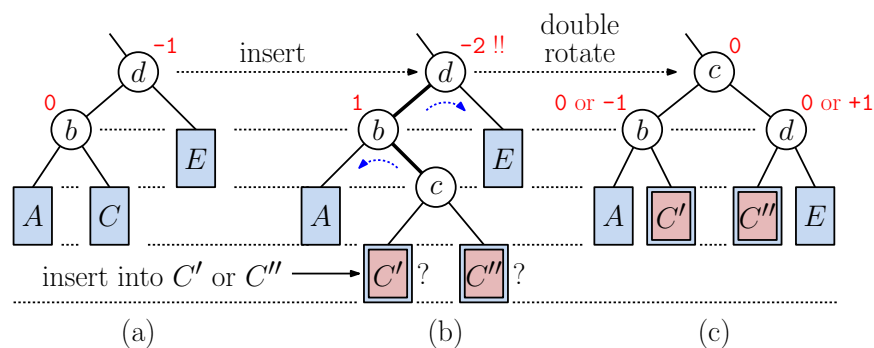 -1 insert -2 !! double rotate 0
d d c
0 1 0 or -1 0 or +1
b b b d
E E
c
A C A A C′ C″ E
insert into C′ or C″ C′ ? C″ ?
(a) (b) (c)